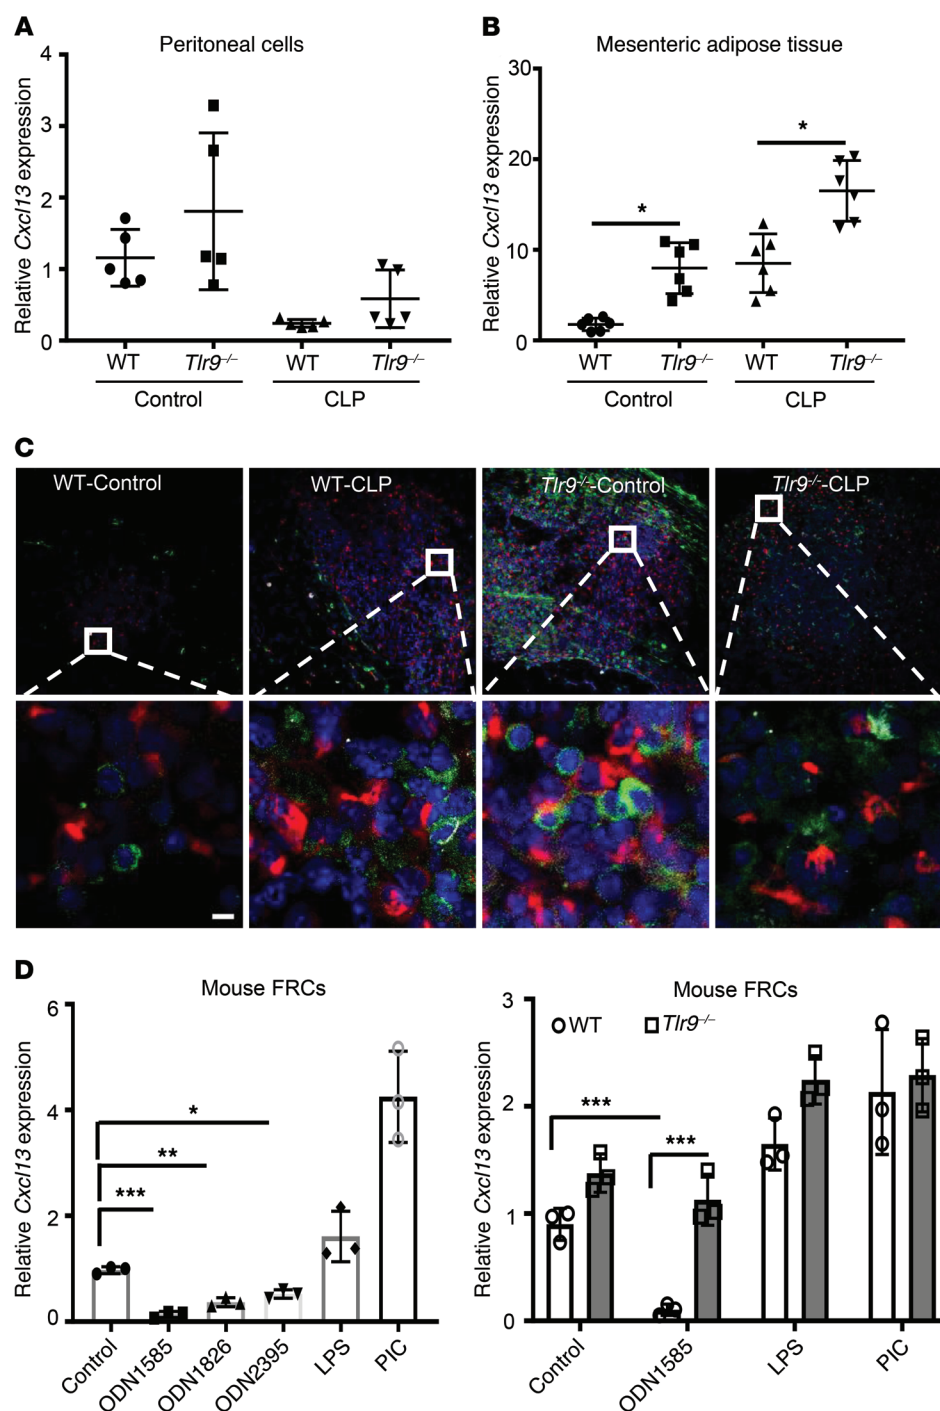 A
Peritoneal cells
Relative Cxcl13 expression
4
3
2
1
0
WT
Tlr9–/–
WT
Tlr9–/–
Control
CLP
B
Mesenteric adipose tissue
Relative Cxcl13 expression
30
20
10
0
*
*
WT
Tlr9–/–
WT
Tlr9–/–
Control
CLP
C
WT-Control
WT-CLP
Tlr9–/–-Control
Tlr9–/–-CLP
D
Mouse FRCs
Relative Cxcl13 expression
6
4
2
0
*
**
***
Control
ODN1585
ODN1826
ODN2395
LPS
PIC
Mouse FRCs
Relative Cxcl13 expression
3
2
1
0
WT
Tlr9–/–
***
***
Control
ODN1585
LPS
PIC